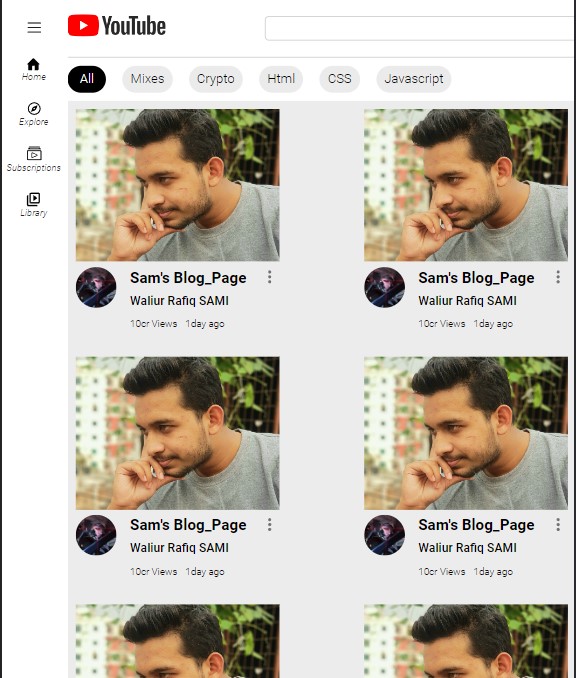 YouTube
Home
Explore
Subscriptions
Library
All Mixes Crypto Html CSS Javascript
Sam's Blog_Page
Waliur Rafiq SAMI
10cr Views 1day ago
Sam's Blog_Page
Waliur Rafiq SAMI
10cr Views 1day ago
Sam's Blog_Page
Waliur Rafiq SAMI
10cr Views 1day ago
Sam's Blog_Page
Waliur Rafiq SAMI
10cr Views 1day ago